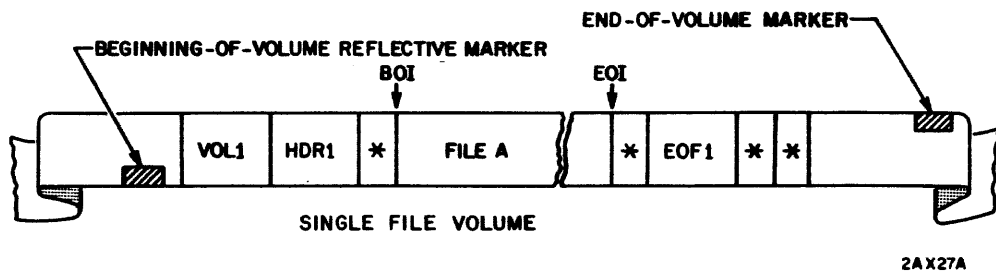 END-OF-VOLUME MARKER
BEGINNING-OF-VOLUME REFLECTIVE MARKER
BOI EOI
VOL1 HDR1 * FILE A * EOF1 * *
SINGLE FILE VOLUME
2AX27A